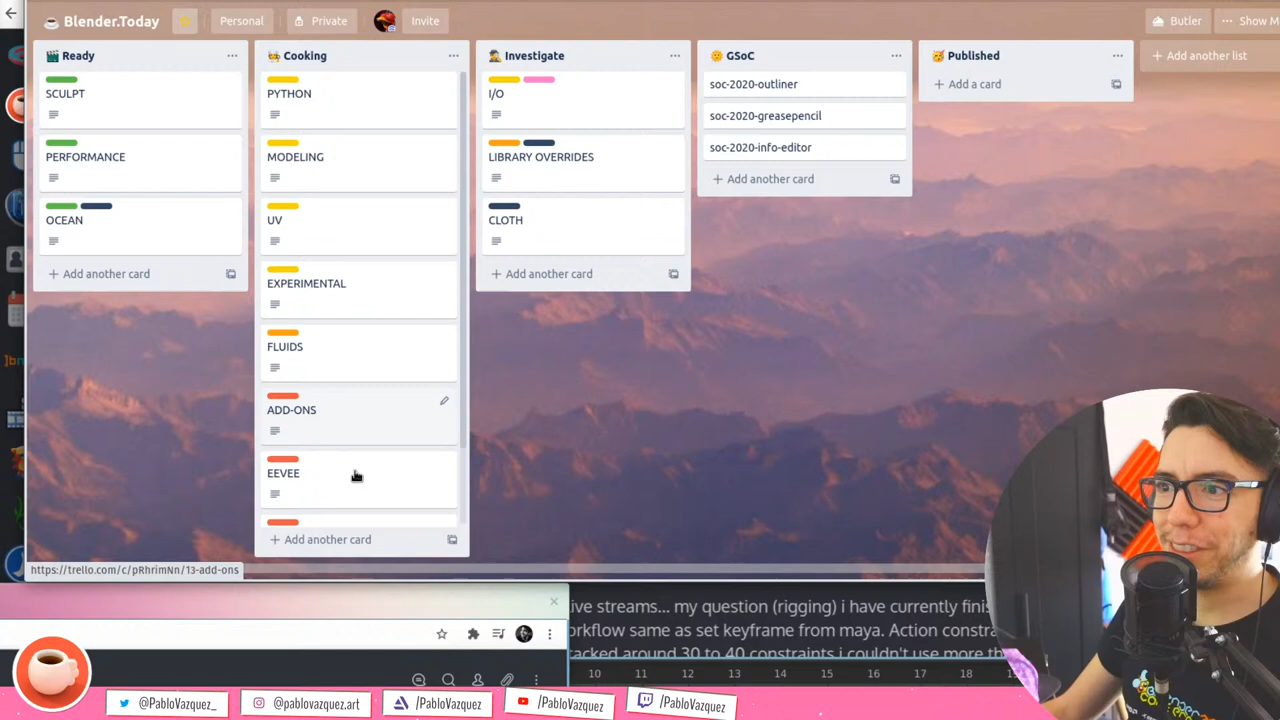 Blender.Today
Personal
Private
Invite
Butler
Show M
Ready
SCULPT
PERFORMANCE
OCEAN
Add another card
Cooking
PYTHON
MODELING
UV
EXPERIMENTAL
FLUIDS
ADD-ONS
EEVEE
Add another card
Investigate
I/O
LIBRARY OVERRIDES
CLOTH
Add another card
GSoC
soc-2020-outliner
soc-2020-greasepencil
soc-2020-info-editor
Add another card
Published
Add a card
Add another list
https://trello.com/c/pRhrimNn/13-add-ons
ive streams... my question (rigging) i have currently finis
orkflow same as set keyframe from maya. Action constra
acked around 30 to 40 constraints i couldn't use more th
10 11 12 13 14 15 16 17 18
@PabloVazquez_
@pablovazquez.art
/PabloVazquez
/PabloVazquez
/PabloVazquez